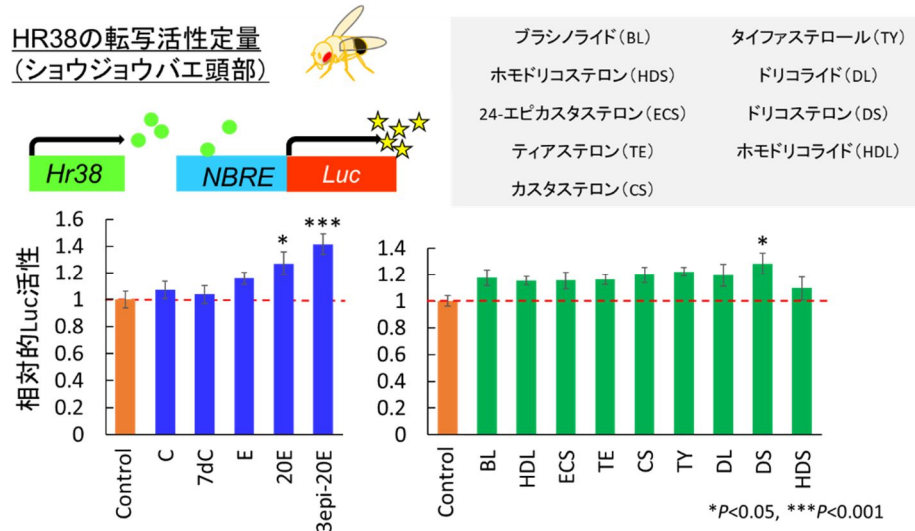 HR38の転写活性定量
(ショウジョウバエ頭部)
ブラシノライド(BL)
タイファステロール(TY)
ホモドリコステロン(HDS)
ドリコライド(DL)
24-エピカスタステロン(ECS)
ドリコステロン(DS)
ティアステロン(TE)
ホモドリコライド(HDL)
カスタステロン(CS)
Hr38
NBRE
Luc
相対的Luc活性
1.6
1.4
1.2
1
0.8
0.6
0.4
0.2
0
*
***
Control
C
7dC
E
20E
3epi-20E
1.6
1.4
1.2
1
0.8
0.6
0.4
0.2
0
*
Control
BL
HDL
ECS
TE
CS
TY
DL
DS
HDS
*P<0.05, ***P<0.001